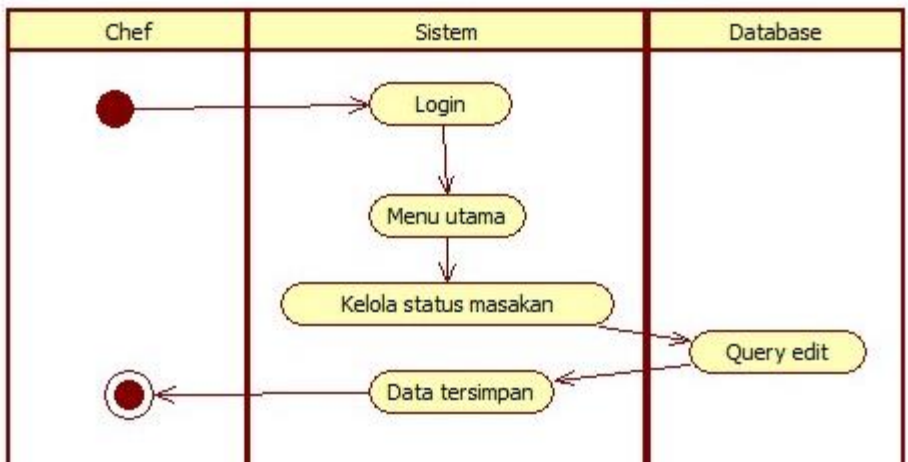 Chef
Sistem
Database
Login
Menu utama
Kelola status masakan
Query edit
Data tersimpan